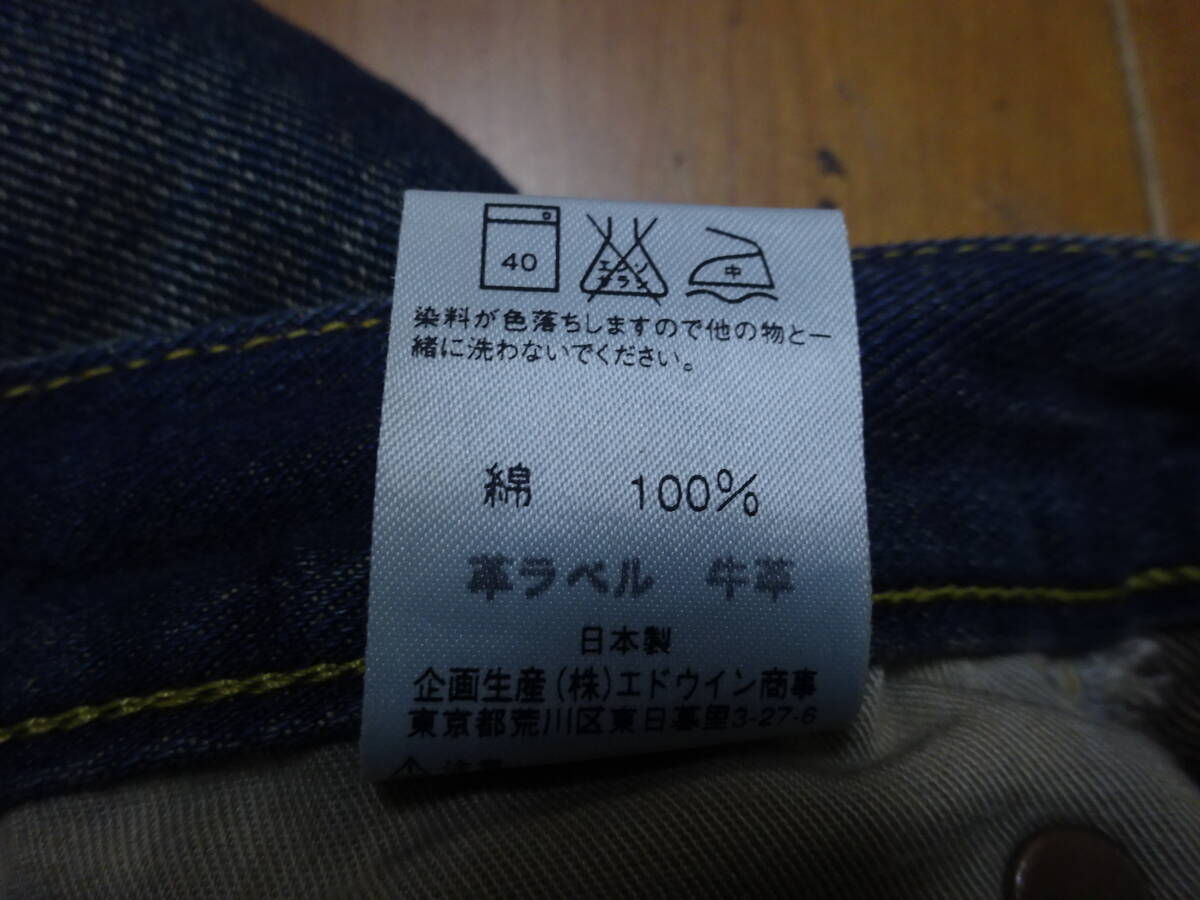 40
エンソ
サラシ
中
染料が色落ちしますので他の物と一
緒に洗わないでください。
綿 100%
革ラベル 牛革
日本製
企画生産(株)エドウイン商事
東京都荒川区東日暮里3-27-6